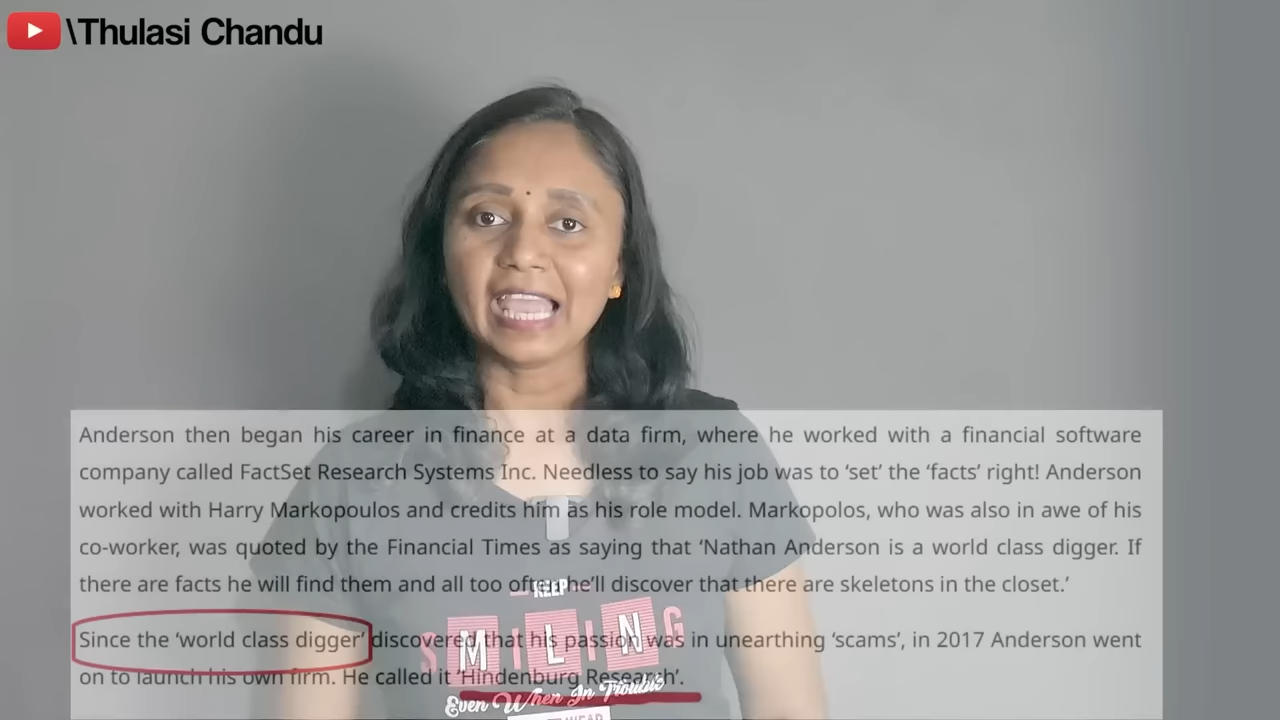 \Thulasi Chandu
Anderson then began his career in finance at a data firm, where he worked with a financial software
company called FactSet Research Systems Inc. Needless to say his job was to ‘set’ the ‘facts’ right! Anderson
worked with Harry Markopoulos and credits him as his role model. Markopolos, who was also in awe of his
co-worker, was quoted by the Financial Times as saying that ‘Nathan Anderson is a world class digger. If
there are facts he will find them and all too often he’ll discover that there are skeletons in the closet.’
KEEP
SMILING
Since the ‘world class digger’ discovered that his passion was in unearthing ‘scams’, in 2017 Anderson went
on to launch his own firm. He called it ‘Hindenburg Research’.
Even When In Trouble
WEAR